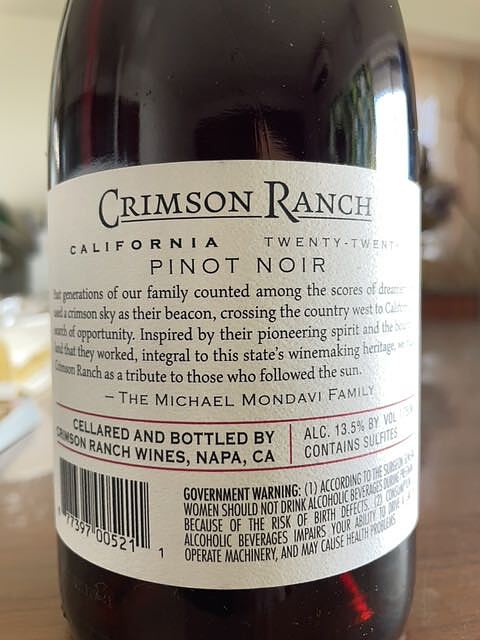 CRIMSON RANCH
CALIFORNIA TWENTY-TWENT
PINOT NOIR
generations of our family counted among the scores of dreamer
a crimson sky as their beacon, crossing the country west to
of opportunity. Inspired by their pioneering spirit and the
that they worked, integral to this state's winemaking heritage,
Crimson Ranch as a tribute to those who followed the sun.
– THE MICHAEL MONDAVI FAMILY
CELLARED AND BOTTLED BY
CRIMSON RANCH WINES, NAPA, CA
ALC. 13.5% BY VOL
CONTAINS SULFITES
GOVERNMENT WARNING: (1) ACCORDING TO THE SURGEON
WOMEN SHOULD NOT DRINK ALCOHOLIC BEVERAGES DURING
BECAUSE OF THE RISK OF BIRTH DEFECTS. (2)
ALCOHOLIC BEVERAGES IMPAIRS YOUR ABILITY TO
OPERATE MACHINERY, AND MAY CAUSE HEALTH PROBLEMS
77397 00521 1